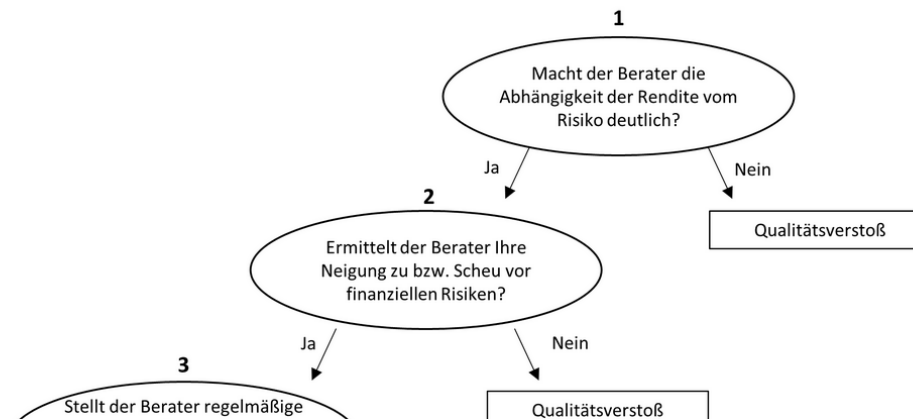 1
Macht der Berater die
Abhängigkeit der Rendite vom
Risiko deutlich?
Ja
Nein
2
Qualitätsverstoß
Ermittelt der Berater Ihre
Neigung zu bzw. Scheu vor
finanziellen Risiken?
Ja
Nein
3
Stellt der Berater regelmäßige
Qualitätsverstoß